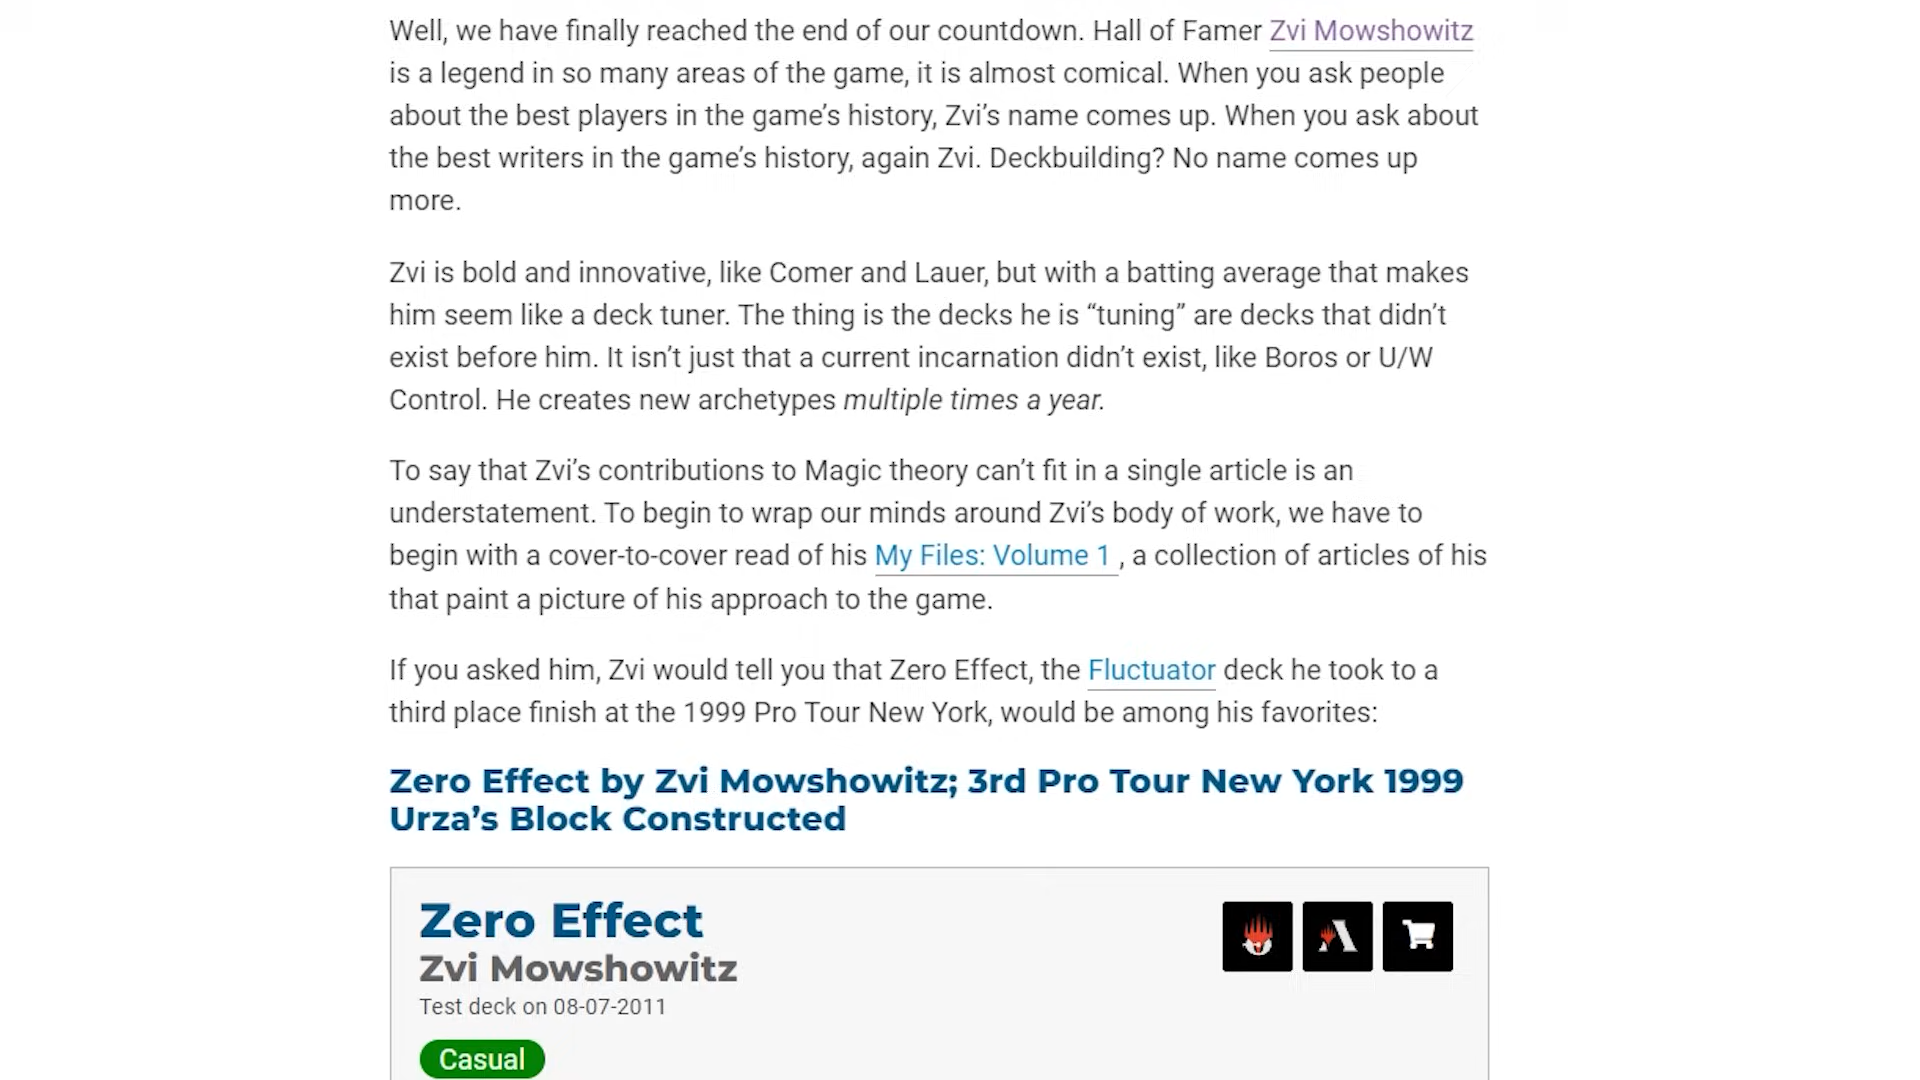 Well, we have finally reached the end of our countdown. Hall of Famer Zvi Mowshowitz
is a legend in so many areas of the game, it is almost comical. When you ask people
about the best players in the game’s history, Zvi’s name comes up. When you ask about
the best writers in the game’s history, again Zvi. Deckbuilding? No name comes up
more.
Zvi is bold and innovative, like Comer and Lauer, but with a batting average that makes
him seem like a deck tuner. The thing is the decks he is “tuning” are decks that didn’t
exist before him. It isn’t just that a current incarnation didn’t exist, like Boros or U/W
Control. He creates new archetypes multiple times a year.
To say that Zvi’s contributions to Magic theory can’t fit in a single article is an
understatement. To begin to wrap our minds around Zvi’s body of work, we have to
begin with a cover-to-cover read of his My Files: Volume 1 , a collection of articles of his
that paint a picture of his approach to the game.
If you asked him, Zvi would tell you that Zero Effect, the Fluctuator deck he took to a
third place finish at the 1999 Pro Tour New York, would be among his favorites:
Zero Effect by Zvi Mowshowitz; 3rd Pro Tour New York 1999
Urza’s Block Constructed
Zero Effect
Zvi Mowshowitz
Test deck on 08-07-2011
Casual